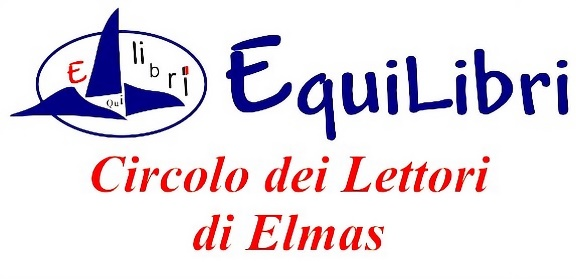 E Qui libri
EquiLibri
Circolo dei Lettori
di Elmas